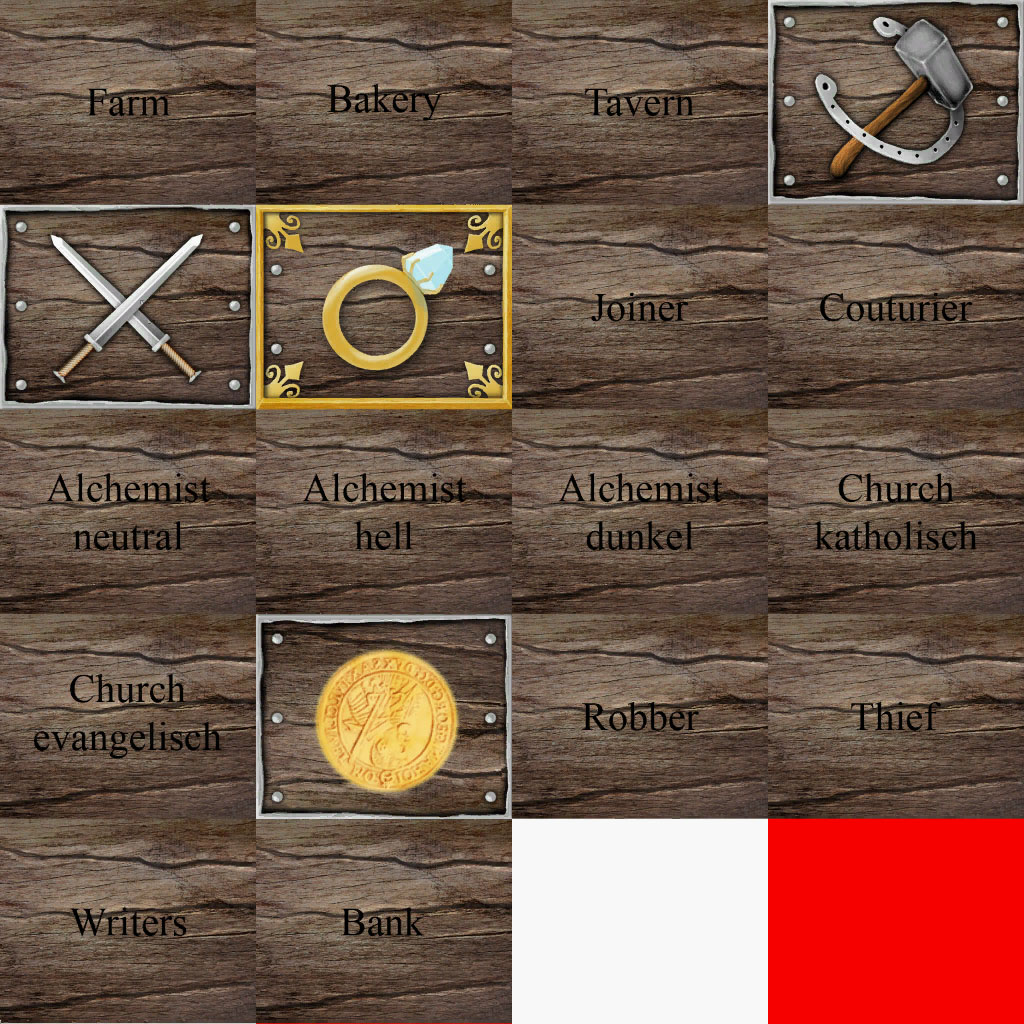 Farm
Bakery
Tavern
Joiner
Couturier
Alchemist
neutral
Alchemist
hell
Alchemist
dunkel
Church
katholisch
Church
evangelisch
Robber
Thief
Writers
Bank